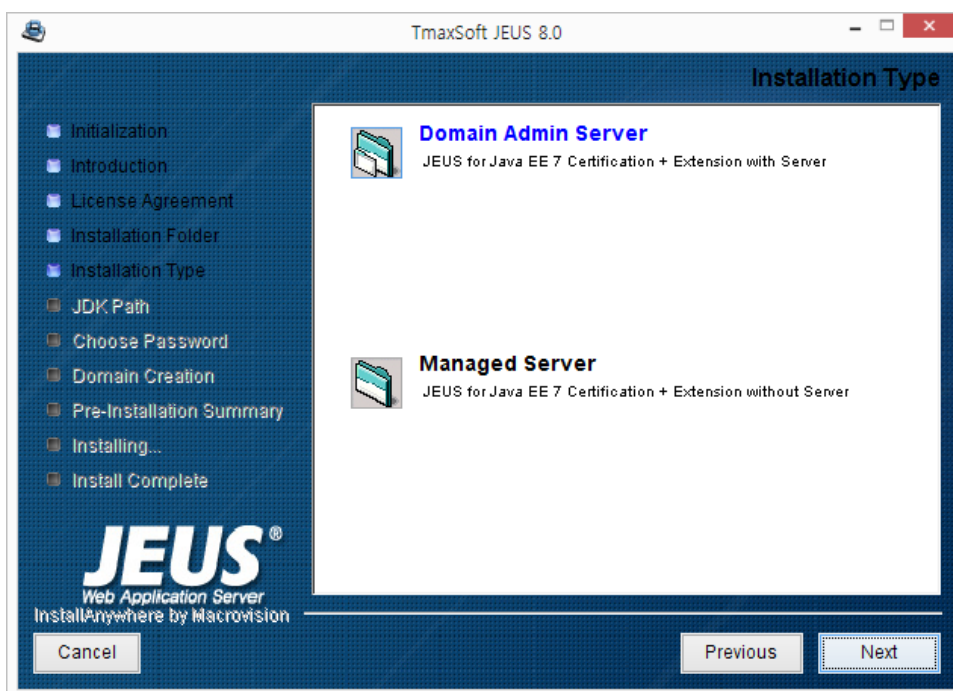 TmaxSoft JEUS 8.0
Installation Type
Initialization
Introduction
License Agreement
Installation Folder
Installation Type
JDK Path
Choose Password
Domain Creation
Pre-Installation Summary
Installing...
Install Complete
Domain Admin Server
JEUS for Java EE 7 Certification + Extension with Server
Managed Server
JEUS for Java EE 7 Certification + Extension without Server
JEUS®
Web Application Server
InstallAnywhere by Macrovision
Cancel
Previous
Next